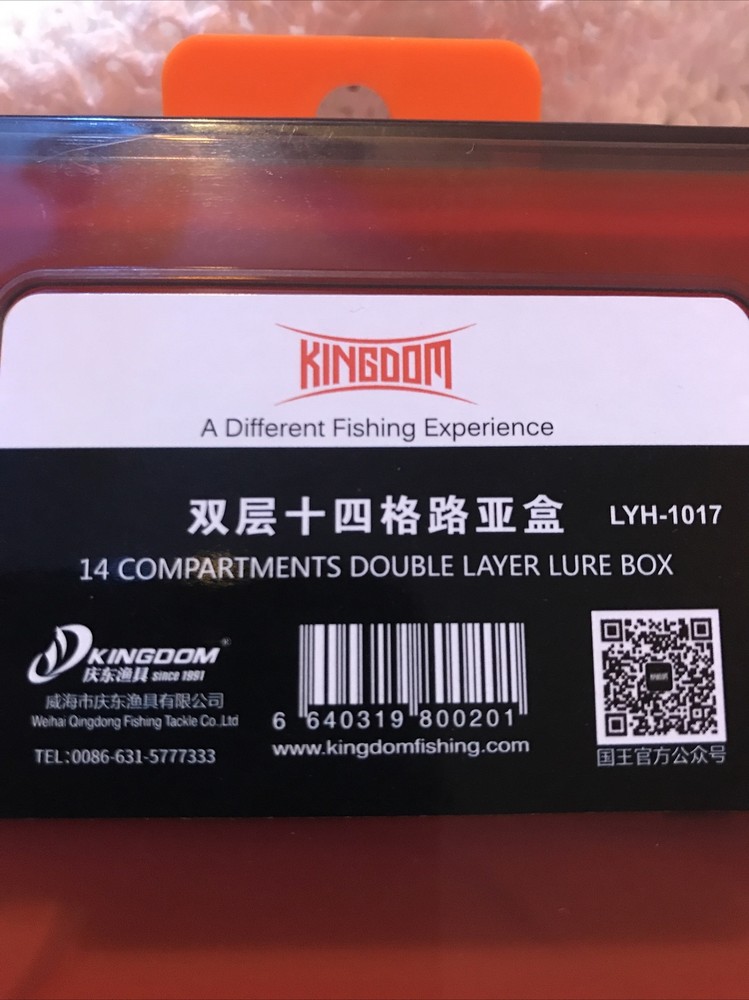 KINGDOM
A Different Fishing Experience
双层十四格路亚盒 LYH-1017
14 COMPARTMENTS DOUBLE LAYER LURE BOX
KINGDOM®
庆东渔具 since 1991
威海市庆东渔具有限公司
Weihai Qingdong Fishing Tackle Co.,Ltd
TEL:0086-631-5777333
6 640319 800201
www.kingdomfishing.com
国王官方公众号